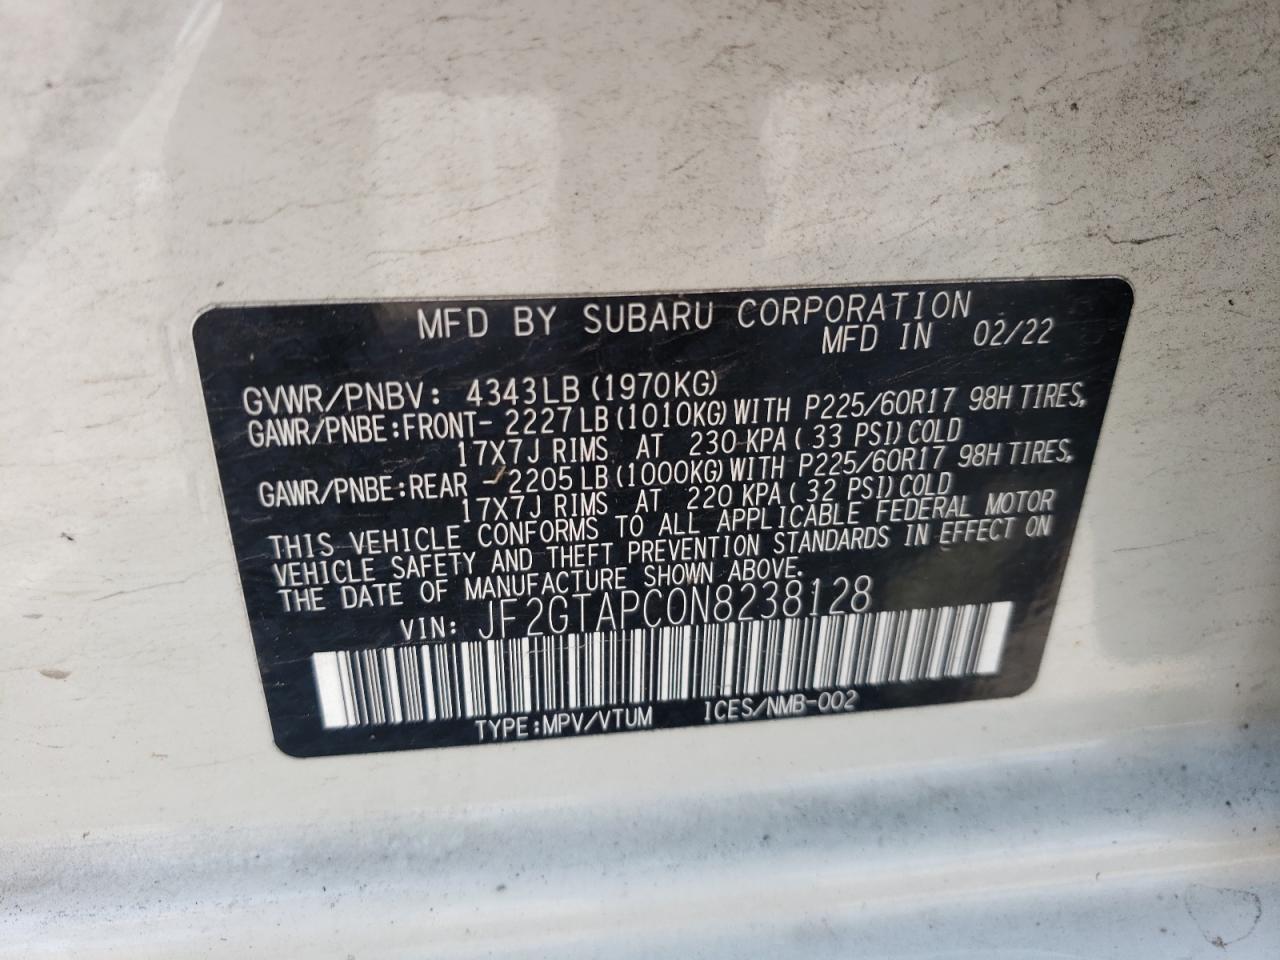 MFD BY SUBARU CORPORATION
MFD IN 02/22
GVWR/PNBV: 4343LB (1970KG)
GAWR/PNBE:FRONT- 2227LB (1010KG) WITH P225/60R17 98H TIRES,
17X7J RIMS AT 230 KPA ( 33 PSI) COLD
GAWR/PNBE:REAR - 2205LB (1000KG) WITH P225/60R17 98H TIRES,
17X7J RIMS AT 220 KPA ( 32 PSI) COLD
THIS VEHICLE CONFORMS TO ALL APPLICABLE FEDERAL MOTOR
VEHICLE SAFETY AND THEFT PREVENTION STANDARDS IN EFFECT ON
THE DATE OF MANUFACTURE SHOWN ABOVE.
VIN: JF2GTAPC0N8238128
TYPE:MPV/VTUM ICES/NMB-002